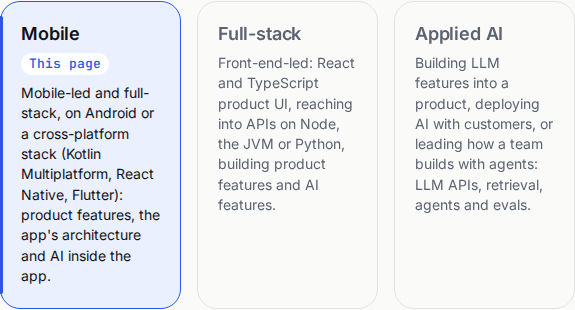 Mobile
This page
Mobile-led and full-
stack, on Android or
a cross-platform
stack (Kotlin
Multiplatform, React
Native, Flutter):
product features, the
app's architecture
and AI inside the
app.
Full-stack
Front-end-led: React
and TypeScript
product UI, reaching
into APIs on Node,
the JVM or Python,
building product
features and AI
features.
Applied AI
Building LLM
features into a
product, deploying
AI with customers, or
leading how a team
builds with agents:
LLM APIs, retrieval,
agents and evals.